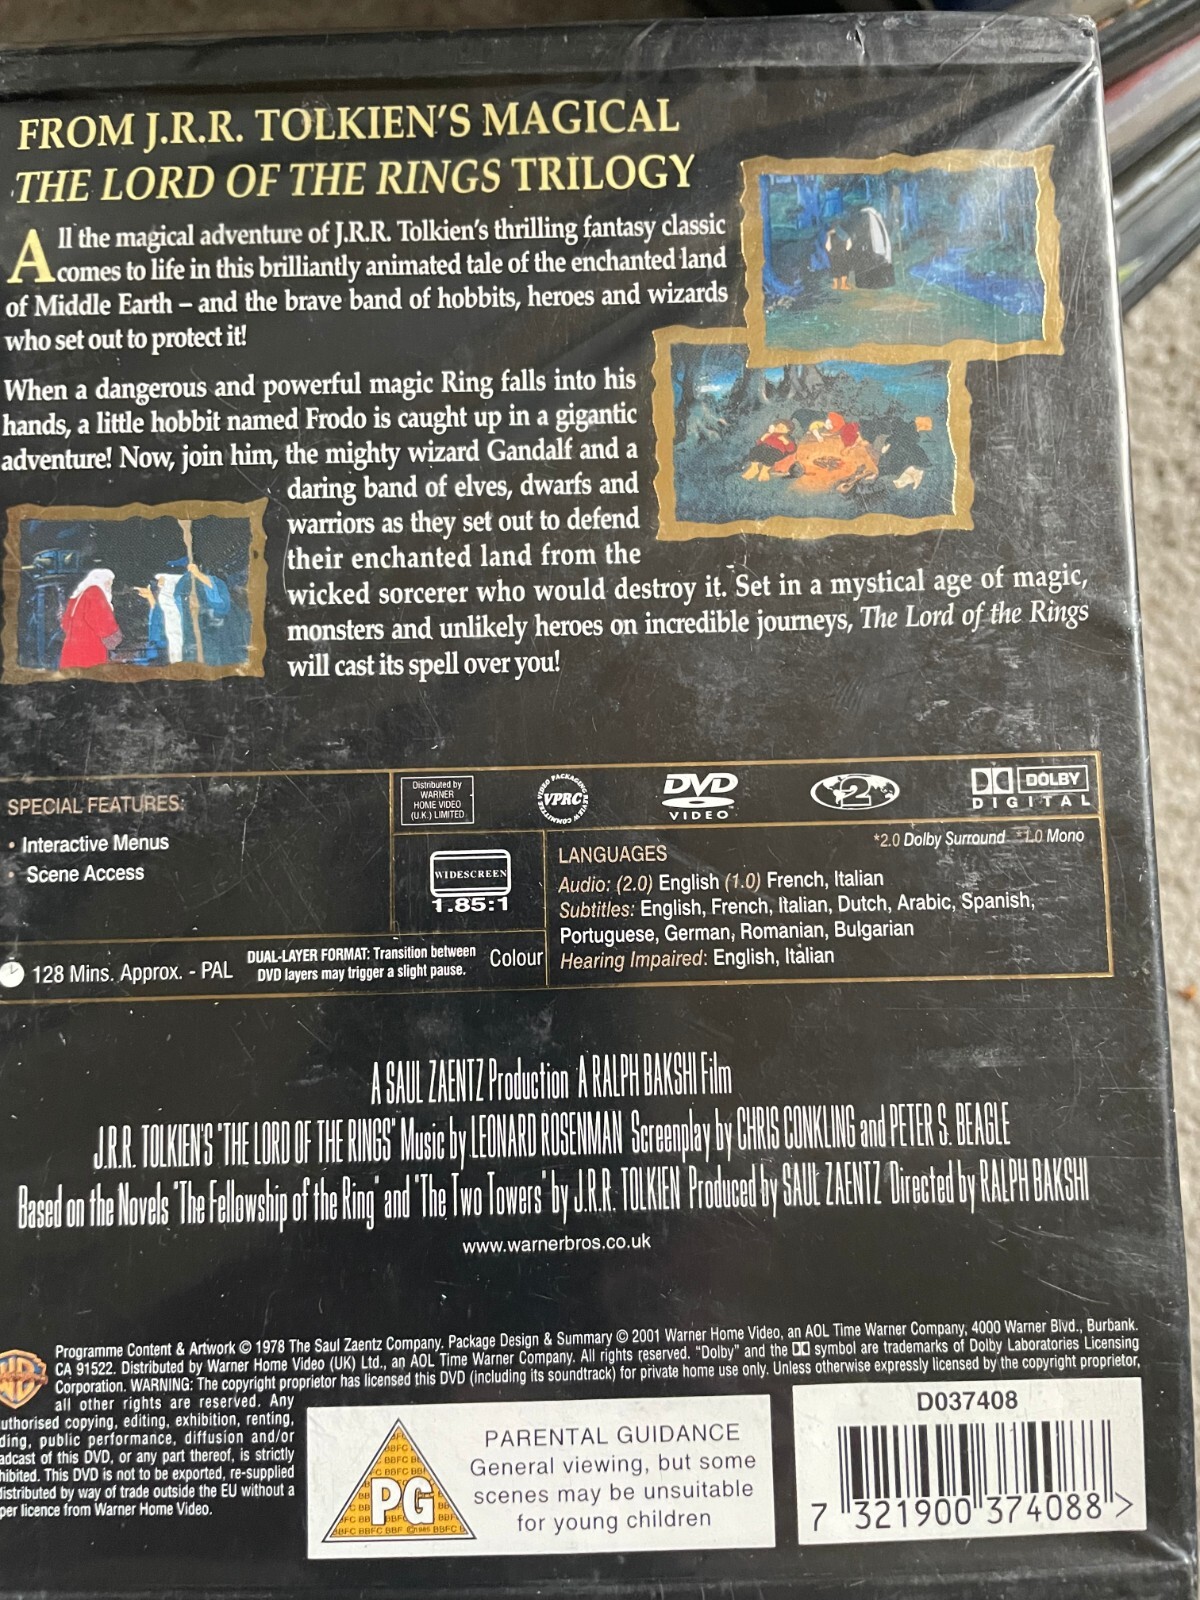 FROM J.R.R. TOLKIEN'S MAGICAL
THE LORD OF THE RINGS TRILOGY
All the magical adventure of J.R.R. Tolkien's thrilling fantasy classic
comes to life in this brilliantly animated tale of the enchanted land
of Middle Earth – and the brave band of hobbits, heroes and wizards
who set out to protect it!
When a dangerous and powerful magic Ring falls into his
hands, a little hobbit named Frodo is caught up in a gigantic
adventure! Now, join him, the mighty wizard Gandalf and a
daring band of elves, dwarfs and
warriors as they set out to defend
their enchanted land from the
wicked sorcerer who would destroy it. Set in a mystical age of magic,
monsters and unlikely heroes on incredible journeys, The Lord of the Rings
will cast its spell over you!
SPECIAL FEATURES:
• Interactive Menus
• Scene Access
128 Mins. Approx. - PAL
DUAL-LAYER FORMAT: Transition between
DVD layers may trigger a slight pause.
Colour
Distributed by
WARNER
HOME VIDEO
(U.K.) LIMITED
VIDEO PACKAGING REVIEW COMMITTEE
VPRC
DVD
VIDEO
2
DOLBY
DIGITAL
*2.0 Dolby Surround *1.0 Mono
WIDESCREEN
1.85:1
LANGUAGES
Audio: (2.0) English (1.0) French, Italian
Subtitles: English, French, Italian, Dutch, Arabic, Spanish,
Portuguese, German, Romanian, Bulgarian
Hearing Impaired: English, Italian
A SAUL ZAENTZ Production A RALPH BAKSHI Film
J.R.R. TOLKIEN'S "THE LORD OF THE RINGS" Music by LEONARD ROSENMAN Screenplay by CHRIS CONKLING and PETER S. BEAGLE
Based on the Novels "The Fellowship of the Ring" and "The Two Towers" by J.R.R. TOLKIEN Produced by SAUL ZAENTZ Directed by RALPH BAKSHI
www.warnerbros.co.uk
Programme Content & Artwork © 1978 The Saul Zaentz Company. Package Design & Summary © 2001 Warner Home Video, an AOL Time Warner Company, 4000 Warner Blvd., Burbank.
CA 91522. Distributed by Warner Home Video (UK) Ltd., an AOL Time Warner Company. All rights reserved. "Dolby" and the symbol are trademarks of Dolby Laboratories Licensing
Corporation. WARNING: The copyright proprietor has licensed this DVD (including its soundtrack) for private home use only. Unless otherwise expressly licensed by the copyright proprietor,
all other rights are reserved. Any
uthorised copying, editing, exhibition, renting,
ding, public performance, diffusion and/or
adcast of this DVD, or any part thereof, is strictly
hibited. This DVD is not to be exported, re-supplied
distributed by way of trade outside the EU without a
per licence from Warner Home Video.
WB
PG
PARENTAL GUIDANCE
General viewing, but some
scenes may be unsuitable
for young children
D037408
7 321900 374088 >